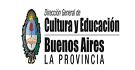 Dirección General de
Cultura y Educación
Buenos Aires
LA PROVINCIA